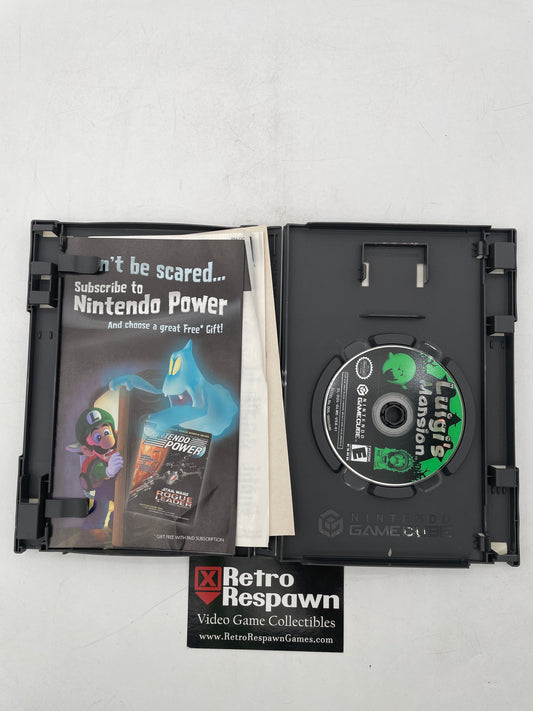 n't be scared...
Subscribe to
Nintendo Power
And choose a great Free* Gift!
NINTENDO
POWER
STAR WARS
ROGUE
LEADER
* GIFT FREE WITH PAID SUBSCRIPTION
Luigi's
Mansion
NINTENDO
GAMECUBE
E
NINTENDO
GAMECUBE
Retro
Respawn
Video Game Collectibles
www.RetroRespawnGames.com